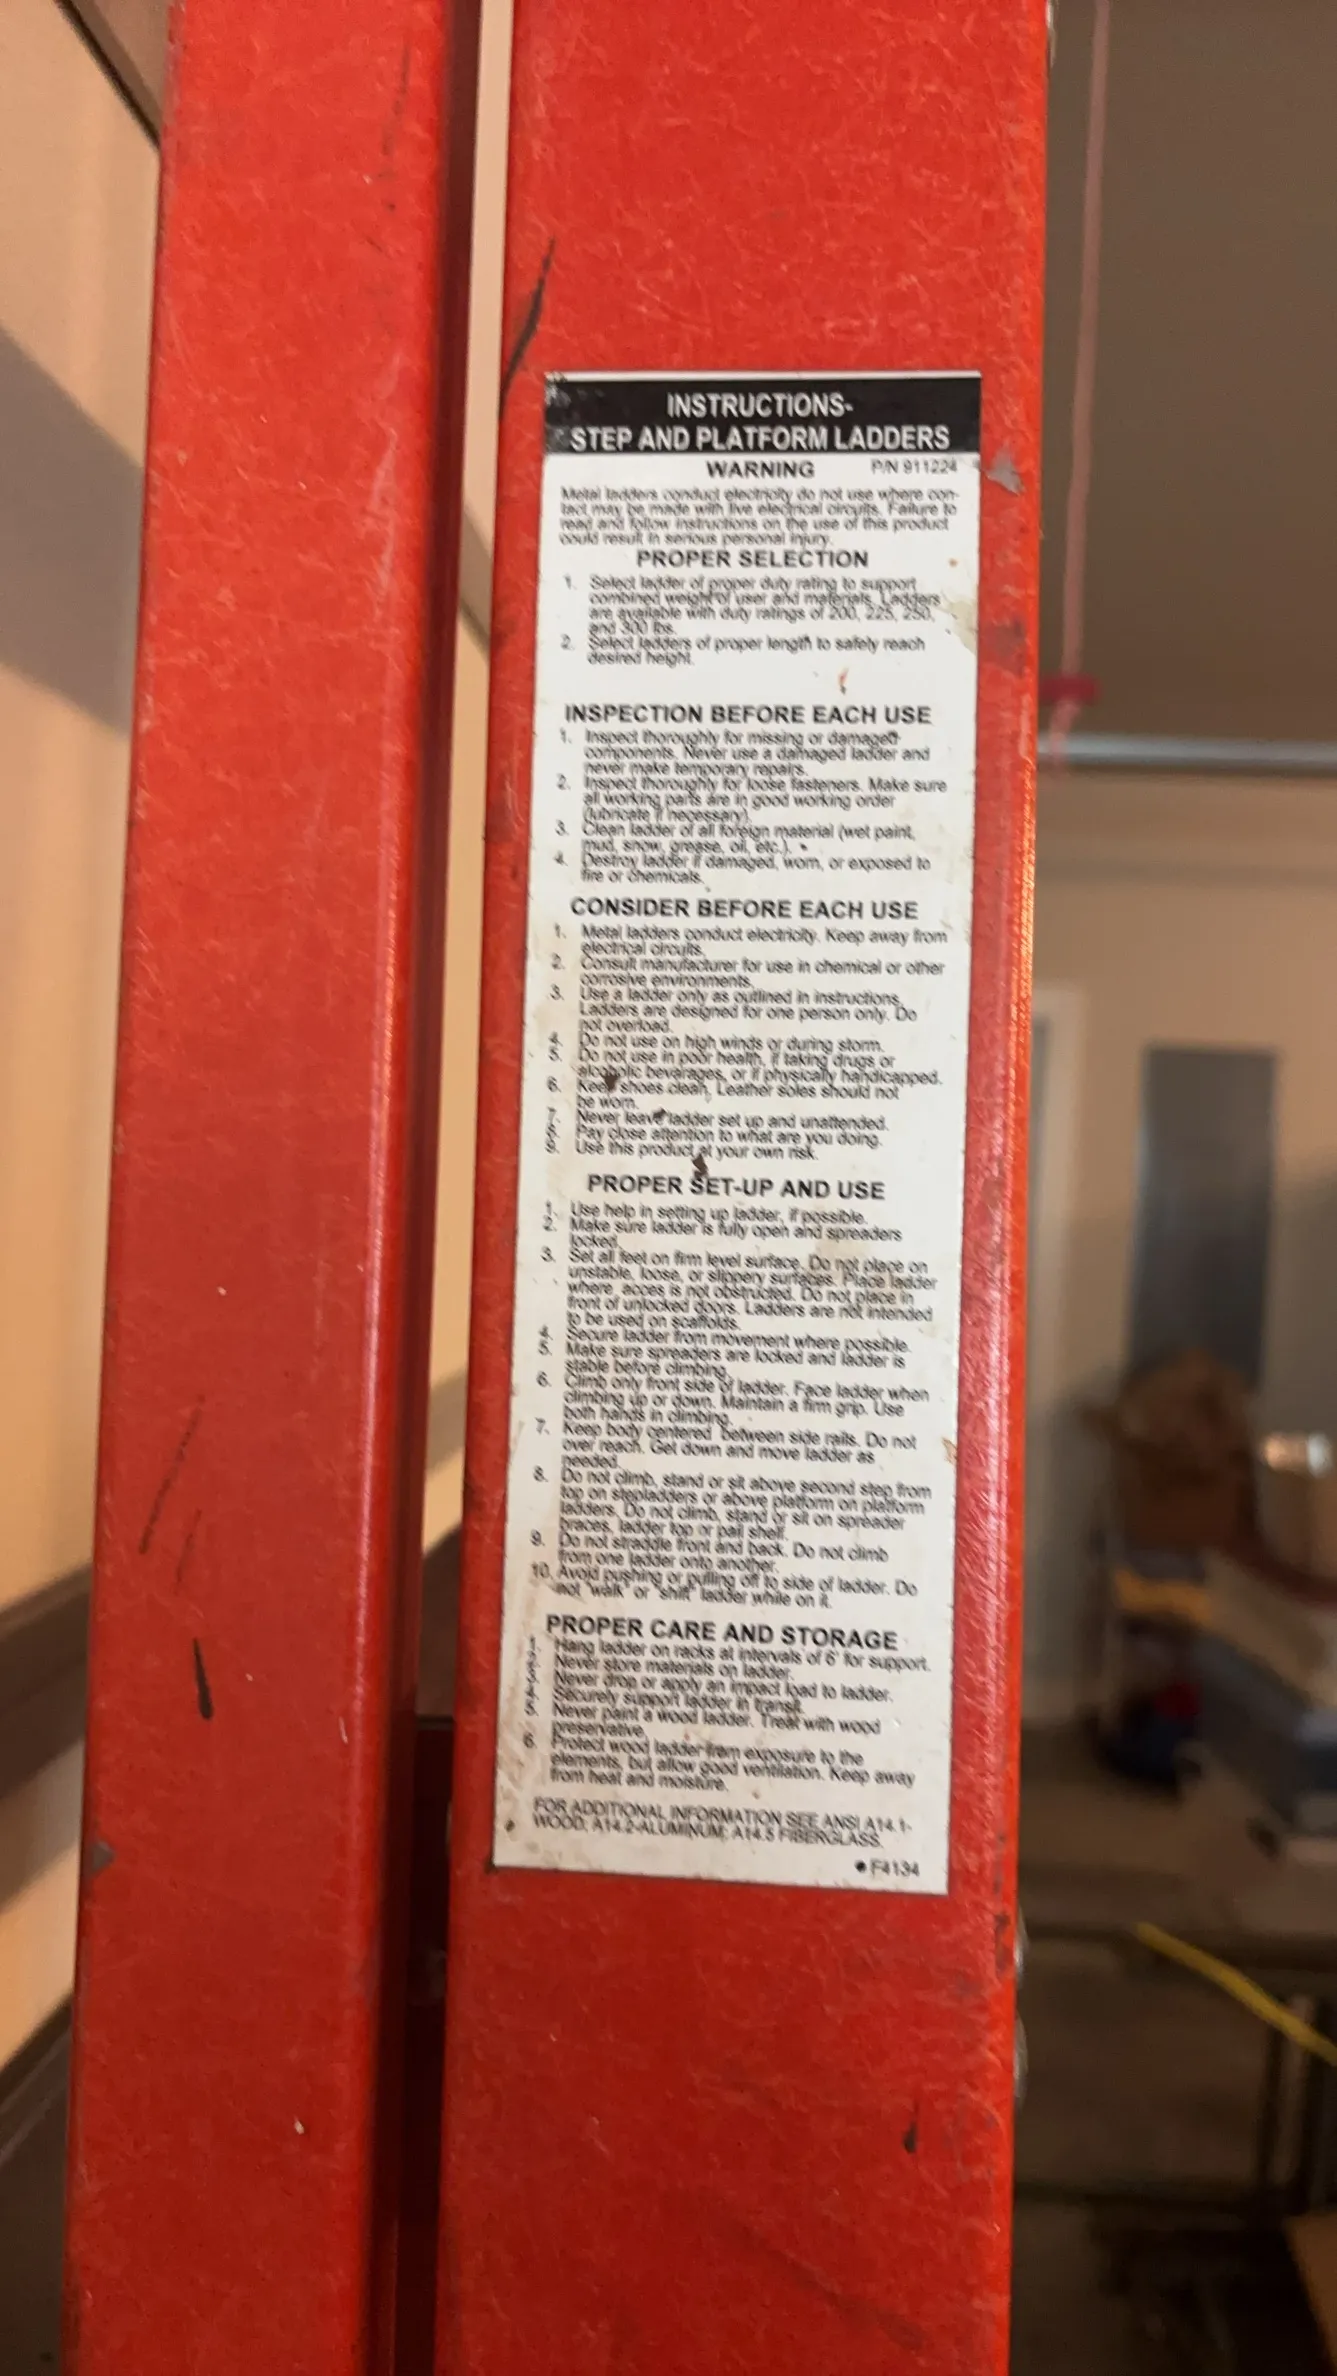 INSTRUCTIONS-
STEP AND PLATFORM LADDERS
WARNING P/N 911224
Metal ladders conduct electricity do not use where con-
tact may be made with live electrical circuits. Failure to
read and follow instructions on the use of this product
could result in serious personal injury.
PROPER SELECTION
1. Select ladder of proper duty rating to support
combined weight of user and materials. Ladders
are available with duty ratings of 200, 225, 250,
and 300 lbs.
2. Select ladders of proper length to safely reach
desired height.
INSPECTION BEFORE EACH USE
1. Inspect thoroughly for missing or damaged
components. Never use a damaged ladder and
never make temporary repairs.
2. Inspect thoroughly for loose fasteners. Make sure
all working parts are in good working order
(lubricate if necessary).
3. Clean ladder of all foreign material (wet paint,
mud, snow, grease, oil, etc.).
4. Destroy ladder if damaged, worn, or exposed to
fire or chemicals.
CONSIDER BEFORE EACH USE
1. Metal ladders conduct electricity. Keep away from
electrical circuits.
2. Consult manufacturer for use in chemical or other
corrosive environments.
3. Use a ladder only as outlined in instructions.
Ladders are designed for one person only. Do
not overload.
4. Do not use on high winds or during storm.
5. Do not use in poor health, if taking drugs or
alcoholic bevarages, or if physically handicapped.
6. Keep shoes clean, Leather soles should not
be worn.
7. Never leave ladder set up and unattended.
8. Pay close attention to what are you doing.
9. Use this product at your own risk.
PROPER SET-UP AND USE
1. Use help in setting up ladder, if possible.
2. Make sure ladder is fully open and spreaders
locked.
3. Set all feet on firm level surface. Do not place on
unstable, loose, or slippery surfaces. Place ladder
where acces is not obstructed. Do not place in
front of unlocked doors. Ladders are not intended
to be used on scaffolds.
4. Secure ladder from movement where possible.
5. Make sure spreaders are locked and ladder is
stable before climbing.
6. Climb only front side of ladder. Face ladder when
climbing up or down. Maintain a firm grip. Use
both hands in climbing.
7. Keep body centered between side rails. Do not
over reach. Get down and move ladder as
needed.
8. Do not climb, stand or sit above second step from
top on stepladders or above platform on platform
ladders. Do not climb, stand or sit on spreader
braces, ladder top or pail shelf.
9. Do not straddle front and back. Do not climb
from one ladder onto another.
10. Avoid pushing or pulling off to side of ladder. Do
not "walk" or "shift" ladder while on it.
PROPER CARE AND STORAGE
1. Hang ladder on racks at intervals of 6' for support.
2. Never store materials on ladder.
3. Never drop or apply an impact load to ladder.
4. Securely support ladder in transit.
5. Never paint a wood ladder. Treat with wood
preservative.
6. Protect wood ladder from exposure to the
elements, but allow good ventilation. Keep away
from heat and moisture.
FOR ADDITIONAL INFORMATION SEE ANSI A14.1-
WOOD; A14.2-ALUMINUM; A14.5 FIBERGLASS.
F4134